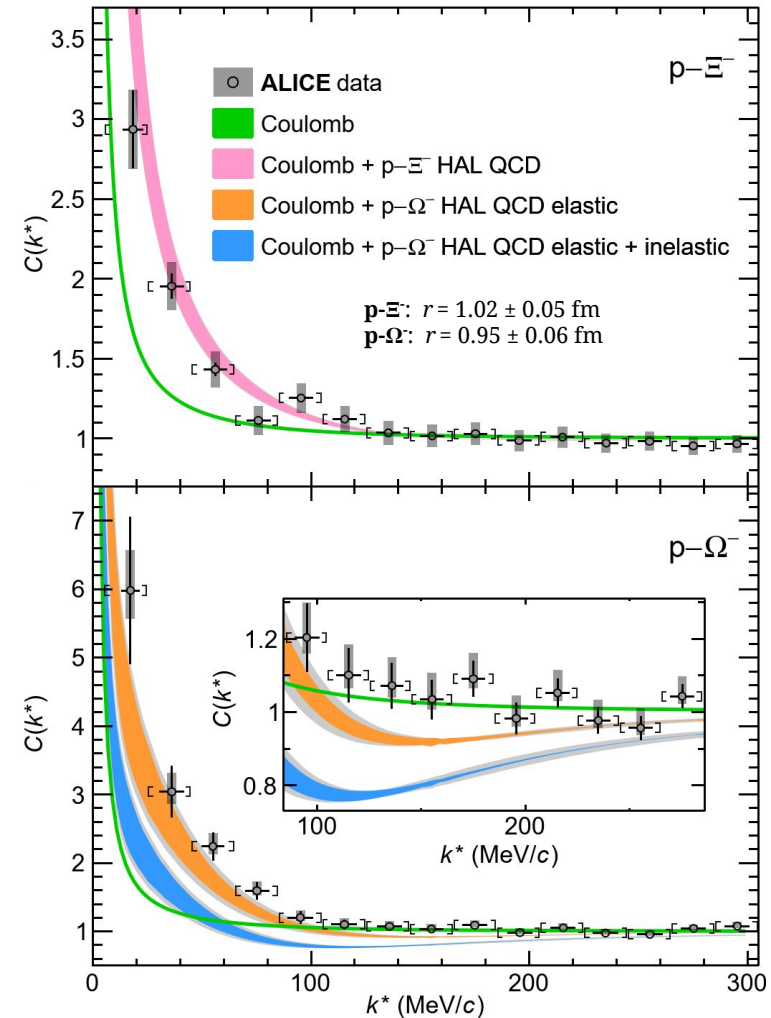 3.5
3
2.5
2
1.5
1
C(k*)
p–Ξ⁻
ALICE data
Coulomb
Coulomb + p–Ξ⁻ HAL QCD
Coulomb + p–Ω⁻ HAL QCD elastic
Coulomb + p–Ω⁻ HAL QCD elastic + inelastic
p-Ξ⁻: r = 1.02 ± 0.05 fm
p-Ω⁻: r = 0.95 ± 0.06 fm
7
6
5
4
3
2
1
C(k*)
p–Ω⁻
1.2
1
0.8
C(k*)
100 200
k* (MeV/c)
0 100 200 300
k* (MeV/c)